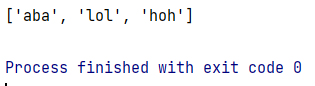 ['aba', 'lol', 'hoh']
Process finished with exit code 0